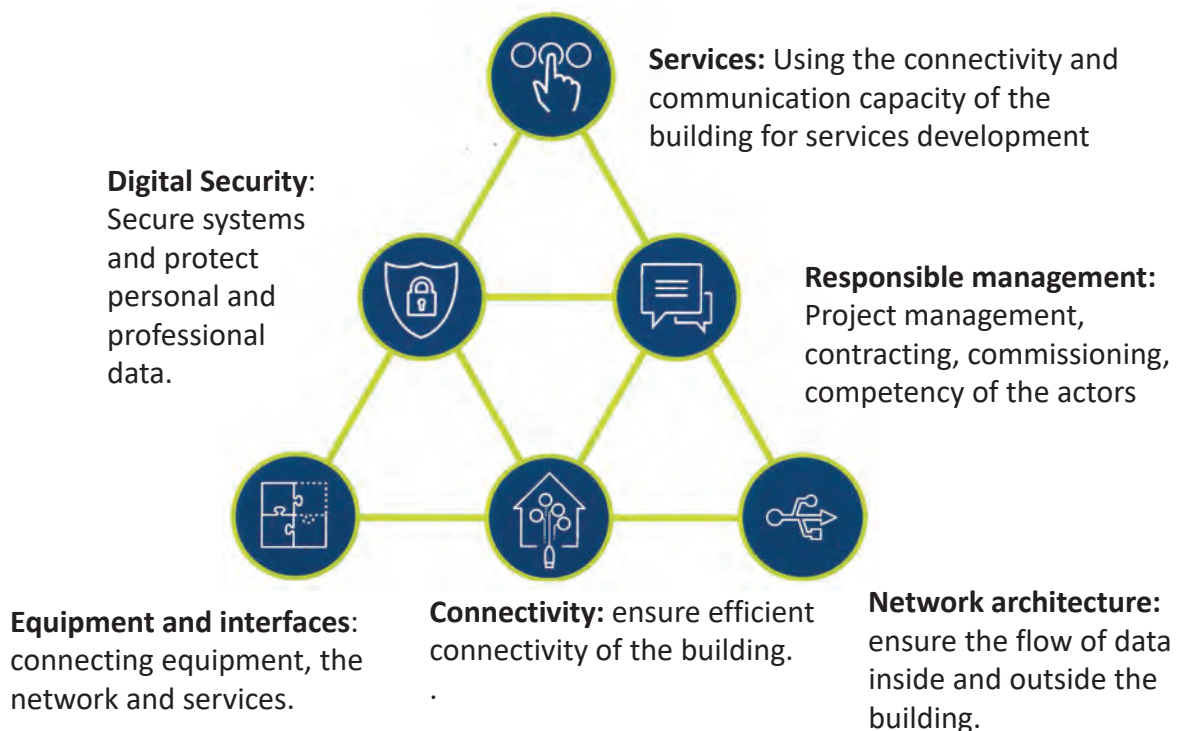 Services: Using the connectivity and
communication capacity of the
building for services development
Digital Security:
Secure systems
and protect
personal and
professional
data.
Responsible management:
Project management,
contracting, commissioning,
competency of the actors
Equipment and interfaces:
connecting equipment, the
network and services.
Connectivity: ensure efficient
connectivity of the building.
.
Network architecture:
ensure the flow of data
inside and outside the
building.